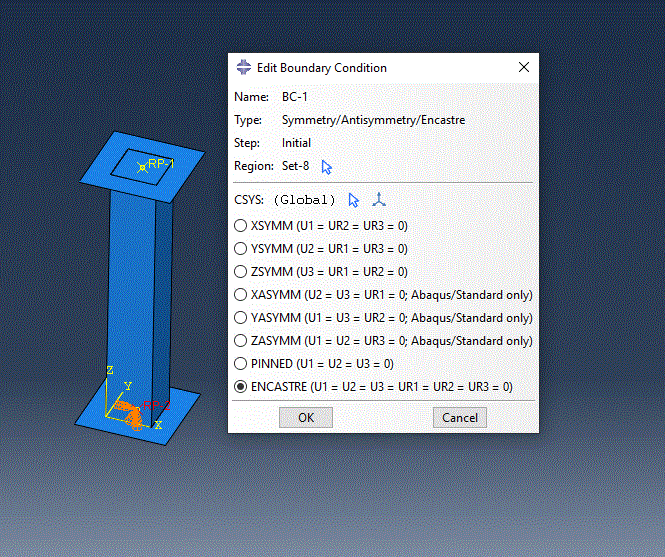 Edit Boundary Condition
Name: BC-1
Type: Symmetry/Antisymmetry/Encastre
Step: Initial
Region: Set-8
CSYS: (Global)
XSYMM (U1 = UR2 = UR3 = 0)
YSYMM (U2 = UR1 = UR3 = 0)
ZSYMM (U3 = UR1 = UR2 = 0)
XASYMM (U2 = U3 = UR1 = 0; Abaqus/Standard only)
YASYMM (U1 = U3 = UR2 = 0; Abaqus/Standard only)
ZASYMM (U1 = U2 = UR3 = 0; Abaqus/Standard only)
PINNED (U1 = U2 = U3 = 0)
ENCASTRE (U1 = U2 = U3 = UR1 = UR2 = UR3 = 0)
OK Cancel
RP-1
Z
Y
X